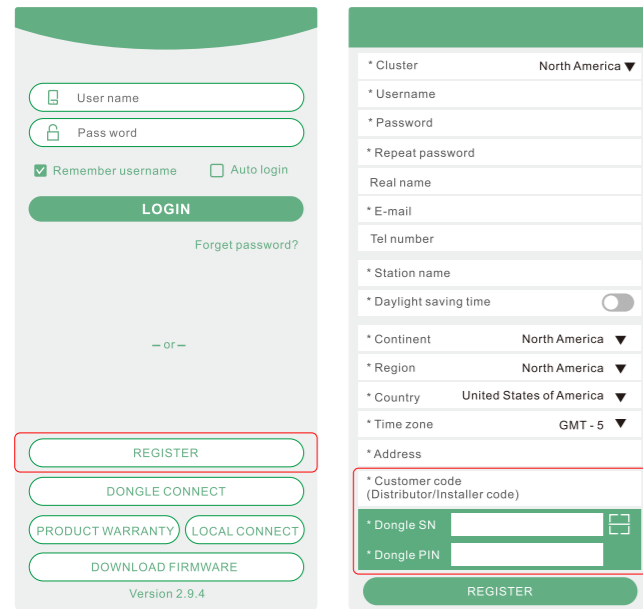 User name
Pass word
Remember username
Auto login
LOGIN
Forget password?
– or –
REGISTER
DONGLE CONNECT
PRODUCT WARRANTY
LOCAL CONNECT
DOWNLOAD FIRMWARE
Version 2.9.4
* Cluster North America ▼
* Username
* Password
* Repeat password
Real name
* E-mail
Tel number
* Station name
* Daylight saving time
* Continent North America ▼
* Region North America ▼
* Country United States of America ▼
* Time zone GMT - 5 ▼
* Address
* Customer code
(Distributor/Installer code)
* Dongle SN
* Dongle PIN
REGISTER